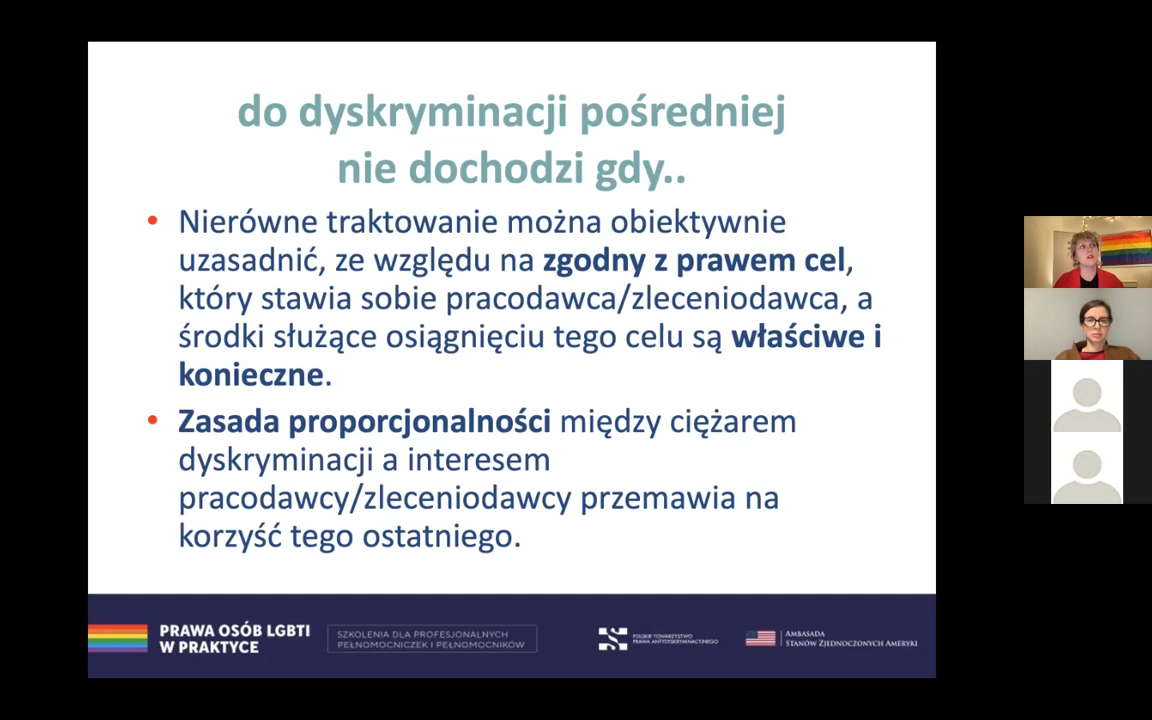 do dyskryminacji pośredniej
nie dochodzi gdy..
• Nierówne traktowanie można obiektywnie
uzasadnić, ze względu na zgodny z prawem cel,
który stawia sobie pracodawca/zleceniodawca, a
środki służące osiągnięciu tego celu są właściwe i
konieczne.
• Zasada proporcjonalności między ciężarem
dyskryminacji a interesem
pracodawcy/zleceniodawcy przemawia na
korzyść tego ostatniego.
PRAWA OSÓB LGBTI
W PRAKTYCE
SZKOLENIA DLA PROFESJONALNYCH
PEŁNOMOCNICZEK I PEŁNOMOCNIKÓW
POLSKIE TOWARZYSTWO
PRAWA ANTYDYSKRYMINACYJNEGO
AMBASADA
STANÓW ZJEDNOCZONYCH AMERYKI